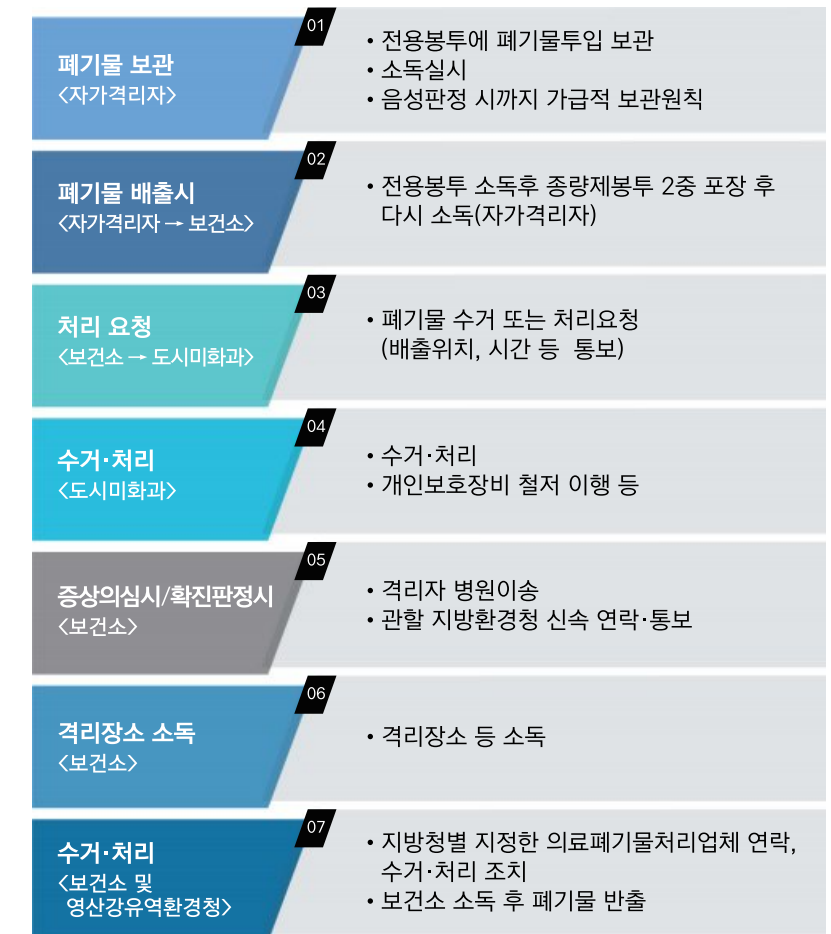 01
폐기물 보관
<자가격리자>
• 전용봉투에 폐기물투입 보관
• 소독실시
• 음성판정 시까지 가급적 보관원칙
02
폐기물 배출시
<자가격리자 → 보건소>
• 전용봉투 소독후 종량제봉투 2중 포장 후
다시 소독(자가격리자)
03
처리 요청
<보건소 → 도시미화과>
• 폐기물 수거 또는 처리요청
(배출위치, 시간 등 통보)
04
수거·처리
<도시미화과>
• 수거·처리
• 개인보호장비 철저 이행 등
05
증상의심시/확진판정시
<보건소>
• 격리자 병원이송
• 관할 지방환경청 신속 연락·통보
06
격리장소 소독
<보건소>
• 격리장소 등 소독
07
수거·처리
<보건소 및
영산강유역환경청>
• 지방청별 지정한 의료폐기물처리업체 연락,
수거·처리 조치
• 보건소 소독 후 폐기물 반출